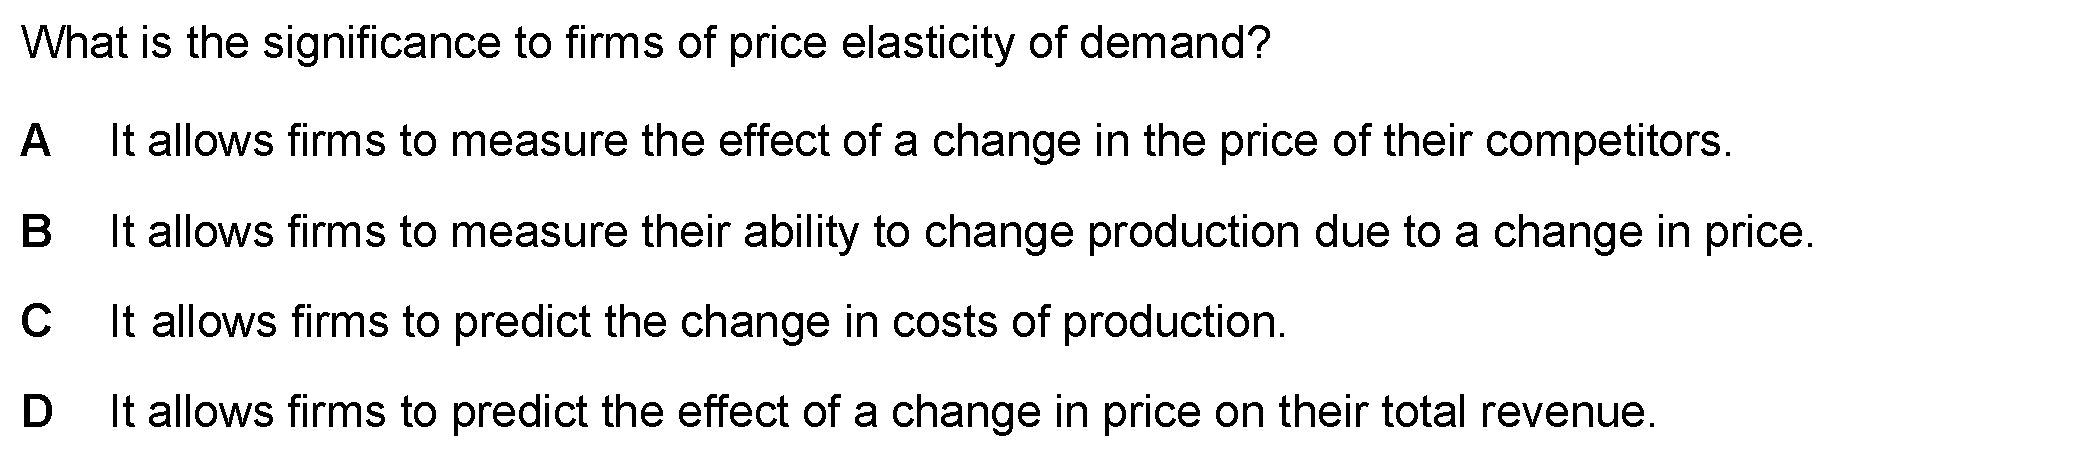 What is the significance to firms of price elasticity of demand?
A It allows firms to measure the effect of a change in the price of their competitors.
B It allows firms to measure their ability to change production due to a change in price.
C It allows firms to predict the change in costs of production.
D It allows firms to predict the effect of a change in price on their total revenue.